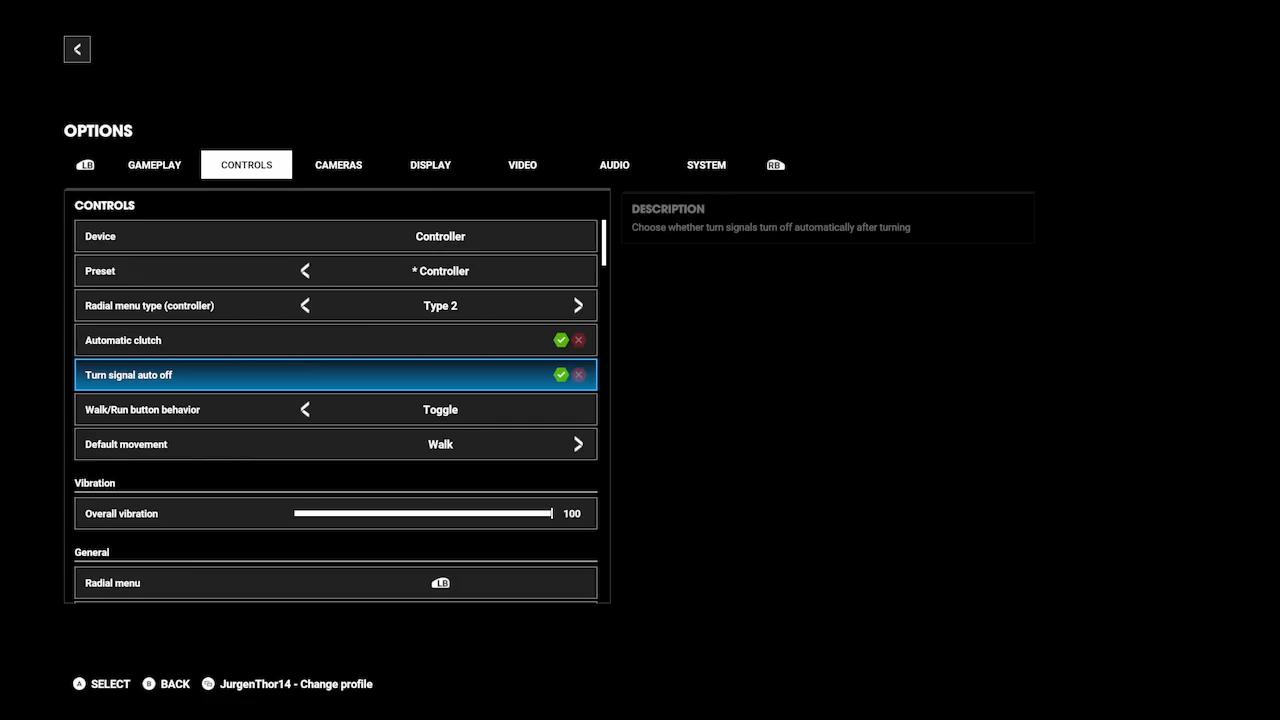 OPTIONS
LB GAMEPLAY CONTROLS CAMERAS DISPLAY VIDEO AUDIO SYSTEM RB
CONTROLS
Device Controller
Preset * Controller
Radial menu type (controller) Type 2
Automatic clutch
Turn signal auto off
Walk/Run button behavior Toggle
Default movement Walk
Vibration
Overall vibration 100
General
Radial menu LB
DESCRIPTION
Choose whether turn signals turn off automatically after turning
A SELECT B BACK JurgenThor14 - Change profile